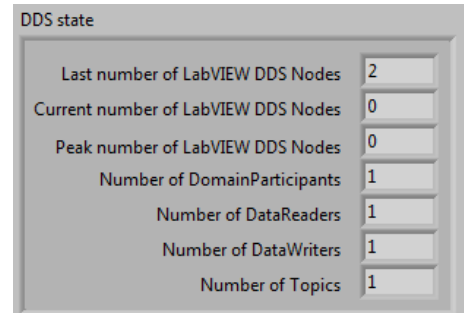 DDS state
Last number of LabVIEW DDS Nodes 2
Current number of LabVIEW DDS Nodes 0
Peak number of LabVIEW DDS Nodes 0
Number of DomainParticipants 1
Number of DataReaders 1
Number of DataWriters 1
Number of Topics 1